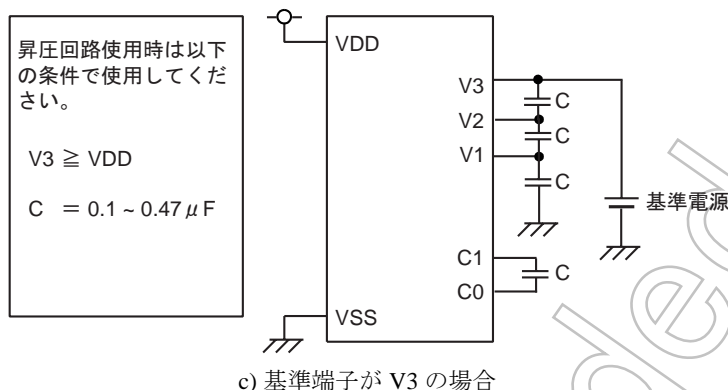 昇圧回路使用時は以下
の条件で使用してくだ
さい。
V3 ≧ VDD
C = 0.1 ~ 0.47 μ F
VDD
V3
C
V2
C
V1
C
基準電源
C1
C
C0
VSS
c) 基準端子が V3 の場合